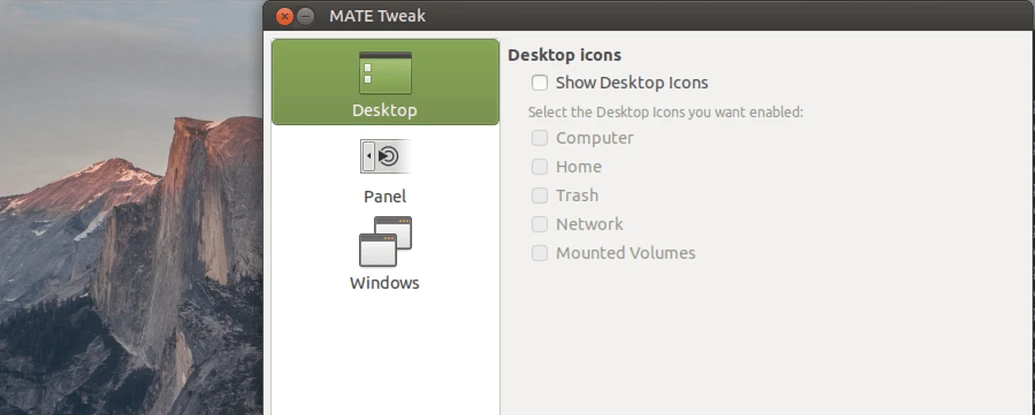 MATE Tweak
Desktop
Panel
Windows
Desktop icons
Show Desktop Icons
Select the Desktop Icons you want enabled:
Computer
Home
Trash
Network
Mounted Volumes